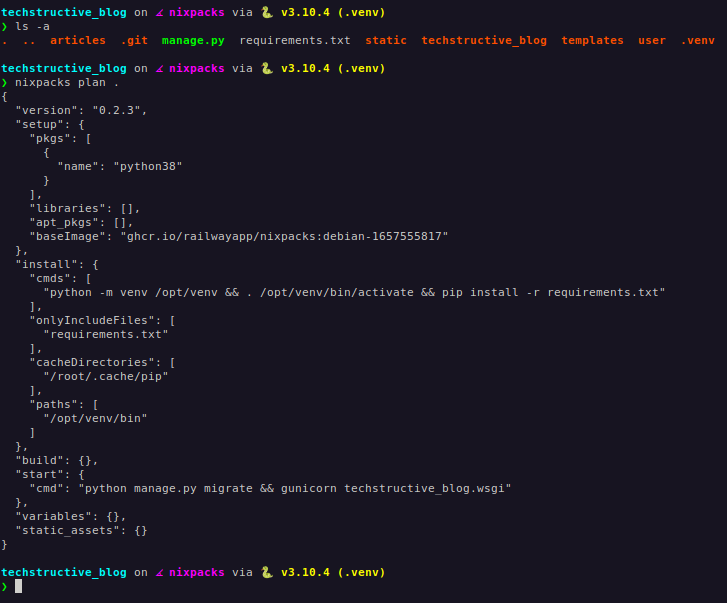 techstructive_blog on ∡ nixpacks via 🐍 v3.10.4 (.venv)
❯ ls -a
.  ..  articles  .git  manage.py  requirements.txt  static  techstructive_blog  templates  user  .venv

techstructive_blog on ∡ nixpacks via 🐍 v3.10.4 (.venv)
❯ nixpacks plan .
{
  "version": "0.2.3",
  "setup": {
    "pkgs": [
      {
        "name": "python38"
      }
    ],
    "libraries": [],
    "apt_pkgs": [],
    "baseImage": "ghcr.io/railwayapp/nixpacks:debian-1657555817"
  },
  "install": {
    "cmds": [
      "python -m venv /opt/venv && . /opt/venv/bin/activate && pip install -r requirements.txt"
    ],
    "onlyIncludeFiles": [
      "requirements.txt"
    ],
    "cacheDirectories": [
      "/root/.cache/pip"
    ],
    "paths": [
      "/opt/venv/bin"
    ]
  },
  "build": {},
  "start": {
    "cmd": "python manage.py migrate && gunicorn techstructive_blog.wsgi"
  },
  "variables": {},
  "static_assets": {}
}

techstructive_blog on ∡ nixpacks via 🐍 v3.10.4 (.venv)
❯